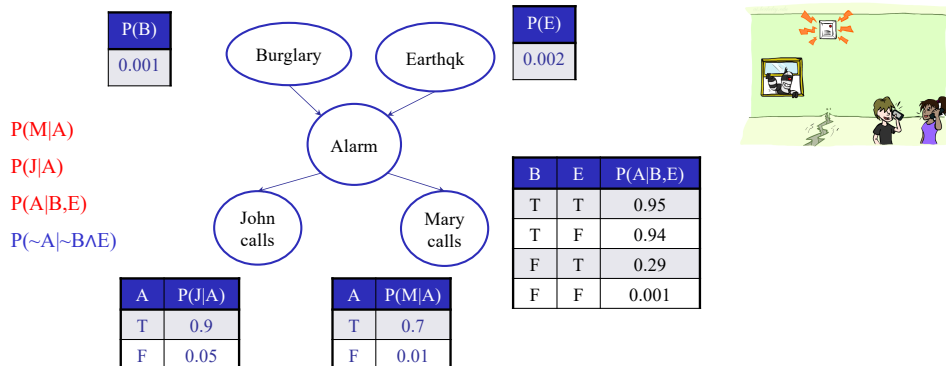 P(B)
0.001
Burglary
Earthqk
P(E)
0.002
Alarm
P(M|A)
P(J|A)
P(A|B,E)
P(~A|~B∧E)
John
calls
Mary
calls
B E P(A|B,E)
T T 0.95
T F 0.94
F T 0.29
F F 0.001
A P(J|A)
T 0.9
F 0.05
A P(M|A)
T 0.7
F 0.01